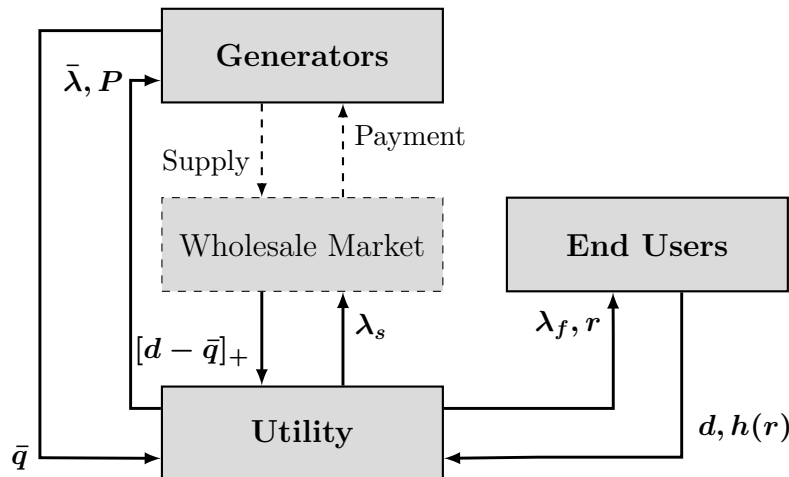 Generators
λ̄, P
Payment
Supply
Wholesale Market
End Users
λ_s
λ_f, r
[d − q̄]₊
d, h(r)
Utility
q̄